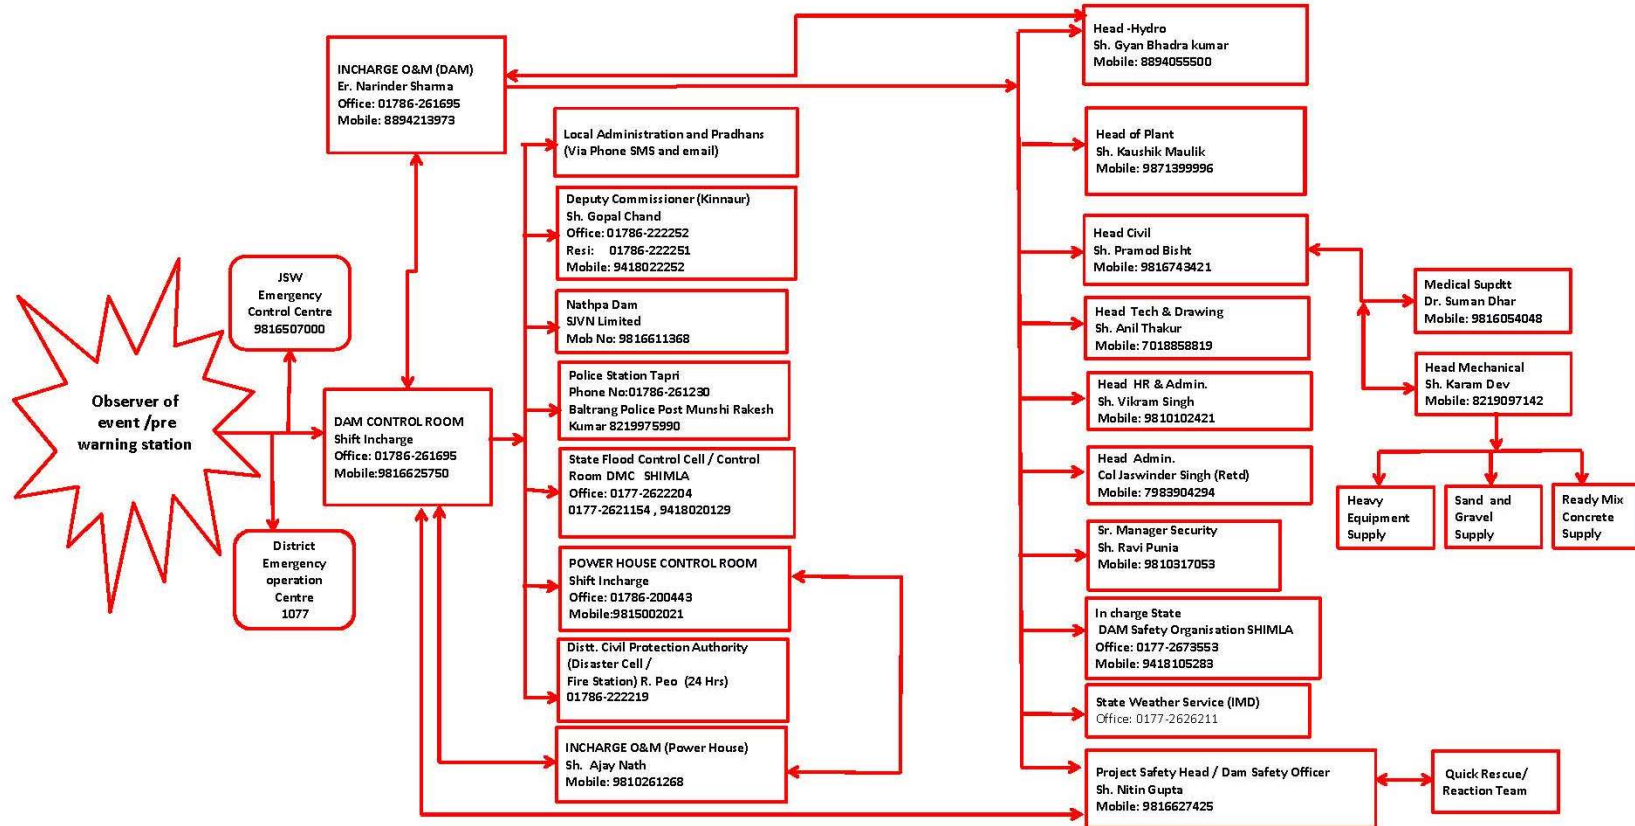 Observer of
event /pre
warning station
JSW
Emergency
Control Centre
9816507000
District
Emergency
operation
Centre
1077
INCHARGE O&M (DAM)
Er. Narinder Sharma
Office: 01786-261695
Mobile: 8894213973
DAM CONTROL ROOM
Shift Incharge
Office: 01786-261695
Mobile:9816625750
Local Administration and Pradhans
(Via Phone SMS and email)
Deputy Commissioner (Kinnaur)
Sh. Gopal Chand
Office: 01786-222252
Resi: 01786-222251
Mobile: 9418022252
Nathpa Dam
SJVN Limited
Mob No: 9816611368
Police Station Tapri
Phone No:01786-261230
Baltrang Police Post Munshi Rakesh
Kumar 8219975990
State Flood Control Cell / Control
Room DMC SHIMLA
Office: 0177-2622204
0177-2621154 , 9418020129
POWER HOUSE CONTROL ROOM
Shift Incharge
Office: 01786-200443
Mobile:9815002021
Distt. Civil Protection Authority
(Disaster Cell /
Fire Station) R. Peo (24 Hrs)
01786-222219
INCHARGE O&M (Power House)
Sh. Ajay Nath
Mobile: 9810261268
Head -Hydro
Sh. Gyan Bhadra kumar
Mobile: 8894055500
Head of Plant
Sh. Kaushik Maulik
Mobile: 9871399996
Head Civil
Sh. Pramod Bisht
Mobile: 9816743421
Head Tech & Drawing
Sh. Anil Thakur
Mobile: 7018858819
Head HR & Admin.
Sh. Vikram Singh
Mobile: 9810102421
Head Admin.
Col Jaswinder Singh (Retd)
Mobile: 7983904294
Sr. Manager Security
Sh. Ravi Punia
Mobile: 9810317053
In charge State
DAM Safety Organisation SHIMLA
Office: 0177-2673553
Mobile: 9418105283
State Weather Service (IMD)
Office: 0177-2626211
Project Safety Head / Dam Safety Officer
Sh. Nitin Gupta
Mobile: 9816627425
Medical Supdtt
Dr. Suman Dhar
Mobile: 9816054048
Head Mechanical
Sh. Karam Dev
Mobile: 8219097142
Heavy
Equipment
Supply
Sand and
Gravel
Supply
Ready Mix
Concrete
Supply
Quick Rescue/
Reaction Team